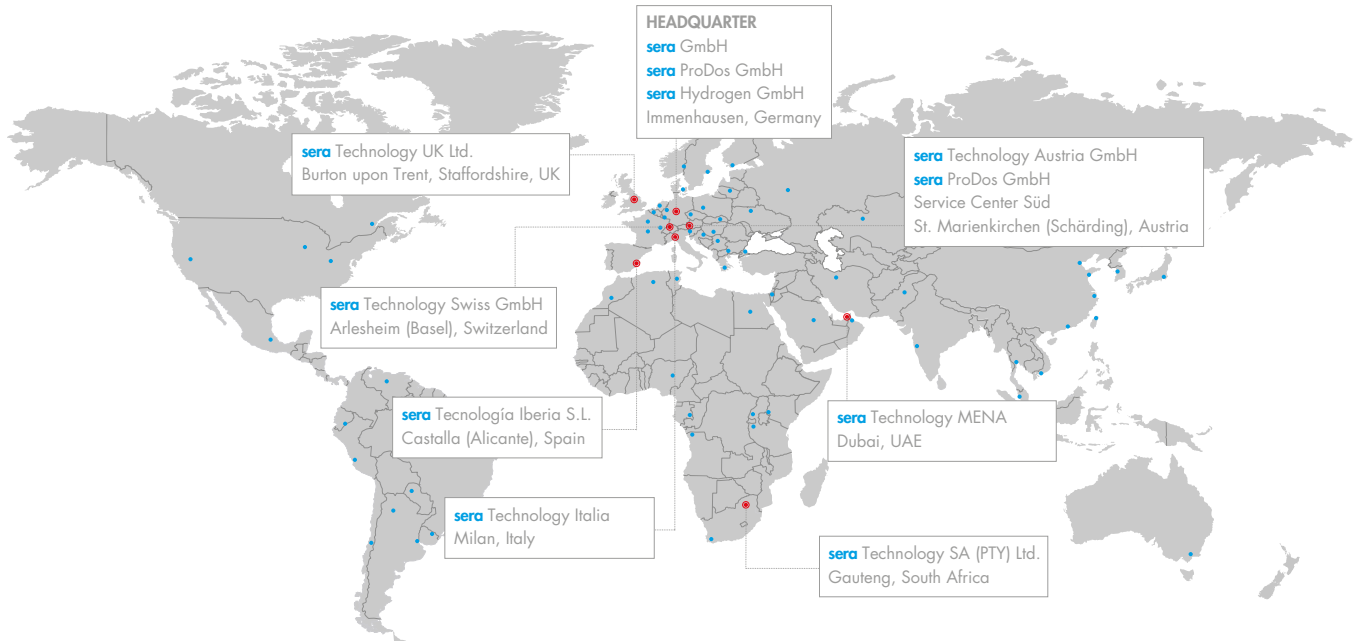 HEADQUARTER
sera GmbH
sera ProDos GmbH
sera Hydrogen GmbH
Immenhausen, Germany
sera Technology UK Ltd.
Burton upon Trent, Staffordshire, UK
sera Technology Austria GmbH
sera ProDos GmbH
Service Center Süd
St. Marienkirchen (Schärding), Austria
sera Technology Swiss GmbH
Arlesheim (Basel), Switzerland
sera Tecnología Iberia S.L.
Castalla (Alicante), Spain
sera Technology MENA
Dubai, UAE
sera Technology Italia
Milan, Italy
sera Technology SA (PTY) Ltd.
Gauteng, South Africa